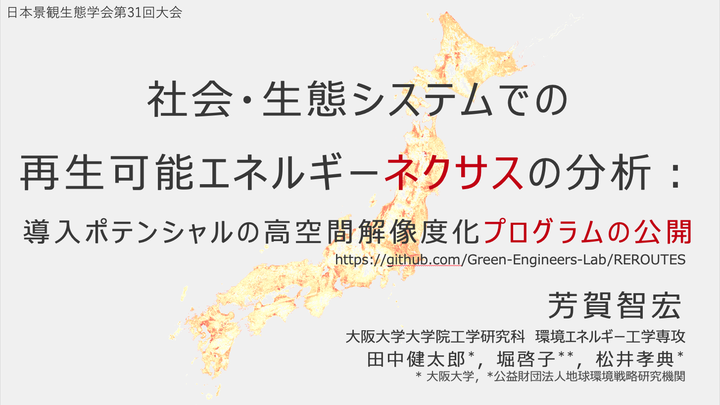 日本景観生態学会第31回大会
社会・生態システムでの
再生可能エネルギーネクサスの分析：
導入ポテンシャルの高空間解像度化プログラムの公開
https://github.com/Green-Engineers-Lab/REROUTES
芳賀智宏
大阪大学大学院工学研究科 環境エネルギー工学専攻
田中健太郎*，堀啓子**，松井孝典*
* 大阪大学，*公益財団法人地球環境戦略研究機関